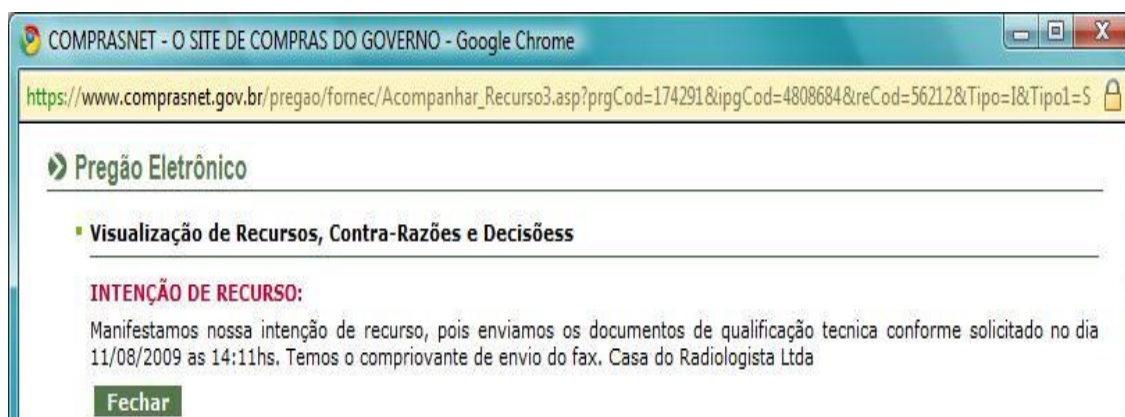 COMPRASNET - O SITE DE COMPRAS DO GOVERNO - Google Chrome
https://www.comprasnet.gov.br/pregao/fornec/Acompanhar_Recurso3.asp?prgCod=174291&ipgCod=4808684&reCod=56212&Tipo=I&Tipo1=S
Pregão Eletrônico
Visualização de Recursos, Contra-Razões e Decisõess
INTENÇÃO DE RECURSO:
Manifestamos nossa intenção de recurso, pois enviamos os documentos de qualificação tecnica conforme solicitado no dia
11/08/2009 as 14:11hs. Temos o compriovante de envio do fax. Casa do Radiologista Ltda
Fechar